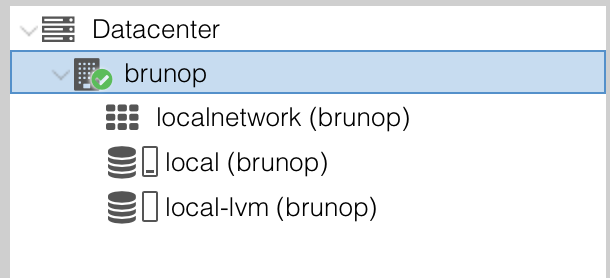 Datacenter
brunop
localnetwork (brunop)
local (brunop)
local-lvm (brunop)